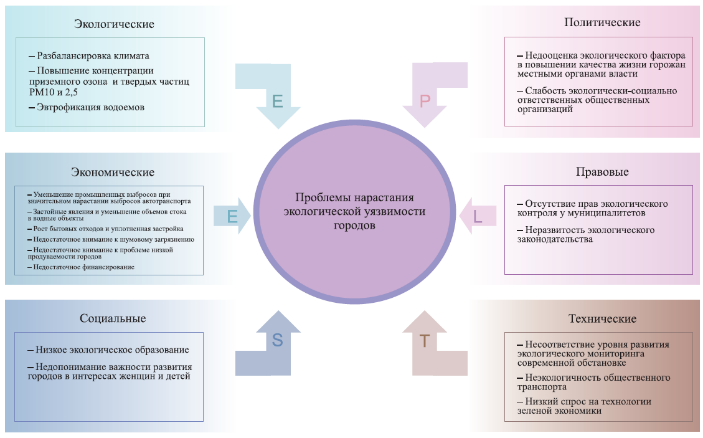 Экологические
– Разбалансировка климата
– Повышение концентрации
приземного озона и твердых частиц
PM10 и 2,5
– Эвтрофикация водоемов
E
Экономические
– Уменьшение промышленных выбросов при
значительном нарастании выбросов автотранспорта
– Застойные явления и уменьшение объемов стока
в водные объекты
– Рост бытовых отходов и уплотненная застройка
– Недостаточное внимание к шумовому загрязнению
– Недостаточное внимание к проблеме низкой
продуваемости городов
– Недостаточное финансирование
E
Социальные
– Низкое экологическое образование
– Недопонимание важности развития
городов в интересах женщин и детей
S
Проблемы нарастания
экологической уязвимости
городов
Политические
– Недооценка экологического фактора
в повышении качества жизни горожан
местными органами власти
– Слабость экологически-социально
ответственных общественных
организаций
P
Правовые
– Отсутствие прав экологического
контроля у муниципалитетов
– Неразвитость экологического
законодательства
L
Технические
– Несоответствие уровня развития
экологического мониторинга
современной обстановке
– Неэкологичность общественного
транспорта
– Низкий спрос на технологии
зеленой экономики
T